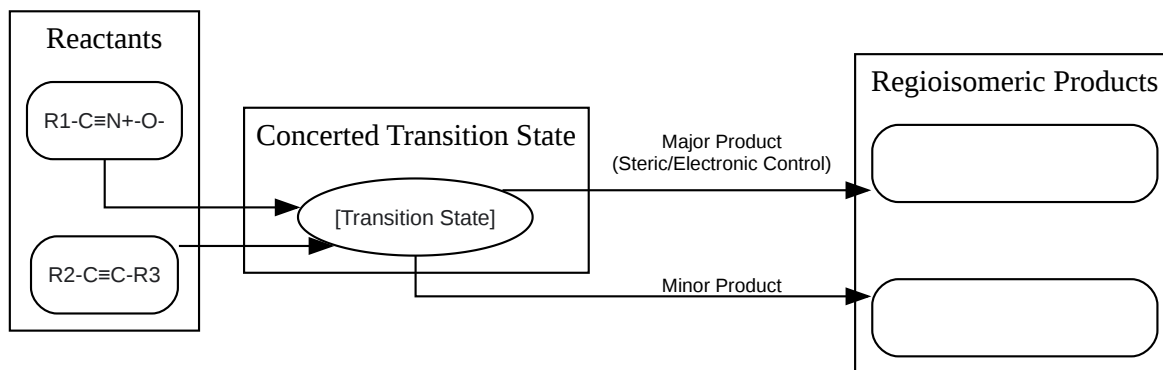 Reactants
R1-C≡N+-O-
R2-C≡C-R3
Concerted Transition State
[Transition State]
Major Product
(Steric/Electronic Control)
Minor Product
Regioisomeric Products